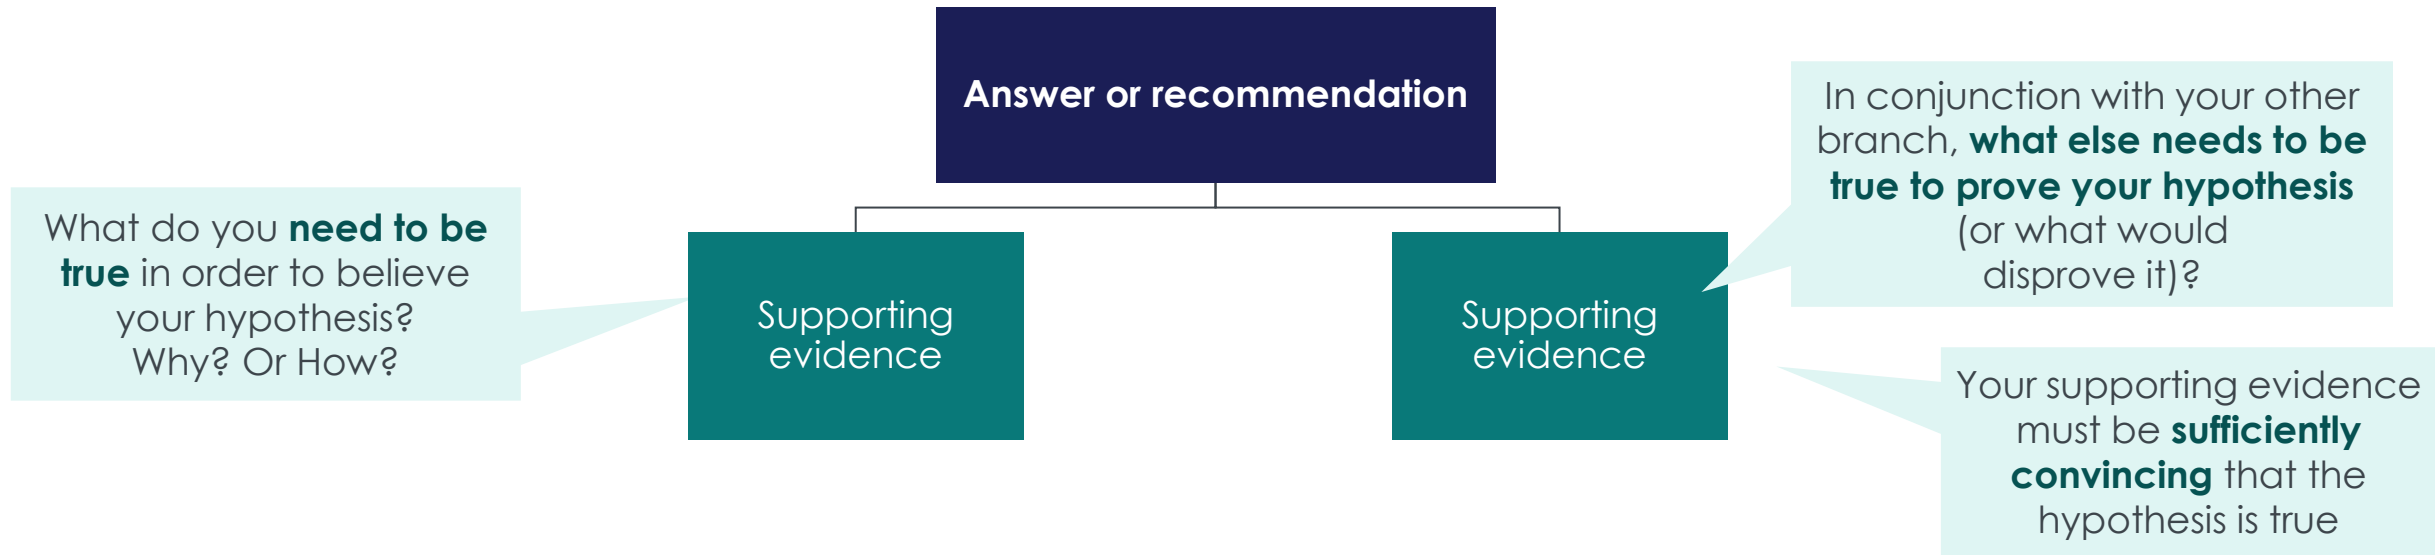 Answer or recommendation
What do you need to be
true in order to believe
your hypothesis?
Why? Or How?
Supporting
evidence
Supporting
evidence
In conjunction with your other
branch, what else needs to be
true to prove your hypothesis
(or what would
disprove it)?
Your supporting evidence
must be sufficiently
convincing that the
hypothesis is true